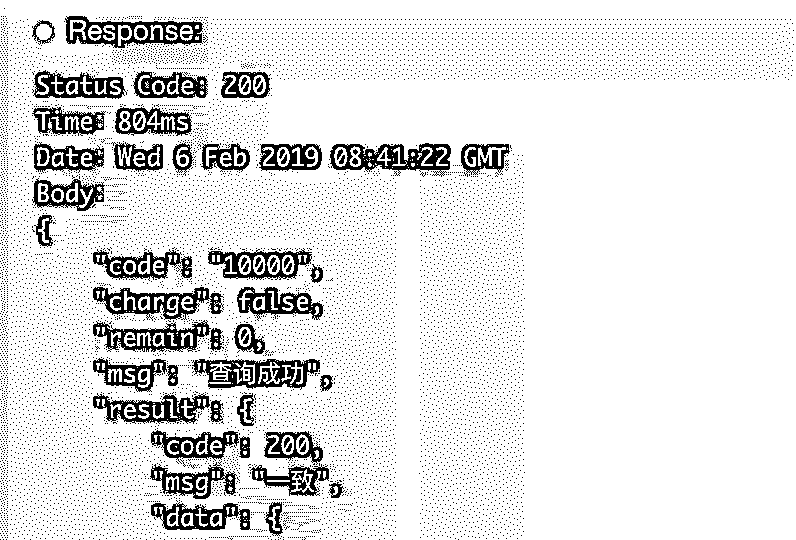 Response:
Status Code: 200
Time: 804ms
Date: Wed 6 Feb 2019 08:41:22 GMT
Body:
{
"code": "10000",
"charge": false,
"remain": 0,
"msg": "查询成功",
"result": {
"code": 200,
"msg": "一致",
"data": {